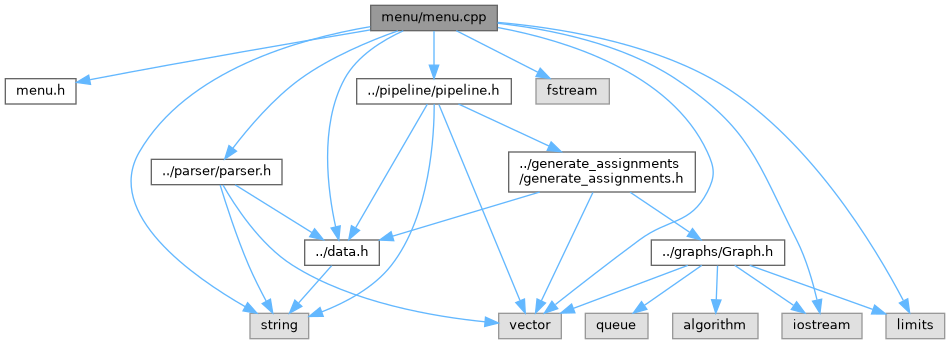 menu/menu.cpp
menu.h
../pipeline/pipeline.h
fstream
../parser/parser.h
../generate_assignments
/generate_assignments.h
../data.h
../graphs/Graph.h
string
vector
queue
algorithm
iostream
limits